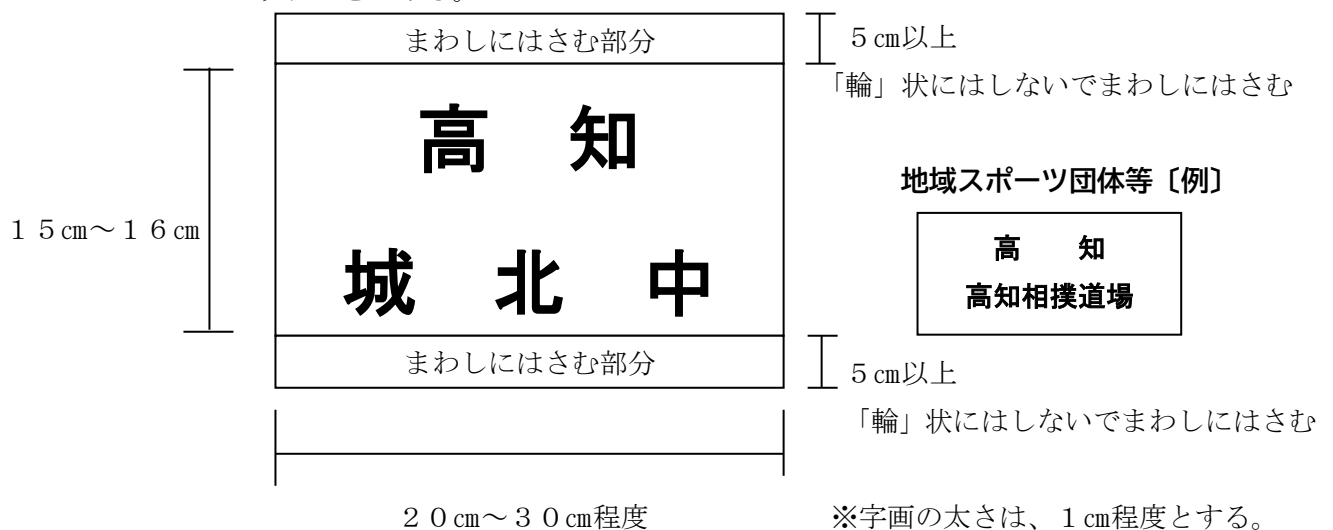 まわしにはさむ部分
５㎝以上
「輪」状にはしないでまわしにはさむ
高　知
地域スポーツ団体等〔例〕
１５㎝～１６㎝
高　　知
高知相撲道場
城　北　中
まわしにはさむ部分
５㎝以上
「輪」状にはしないでまわしにはさむ
２０㎝～３０㎝程度
※字画の太さは、１㎝程度とする。